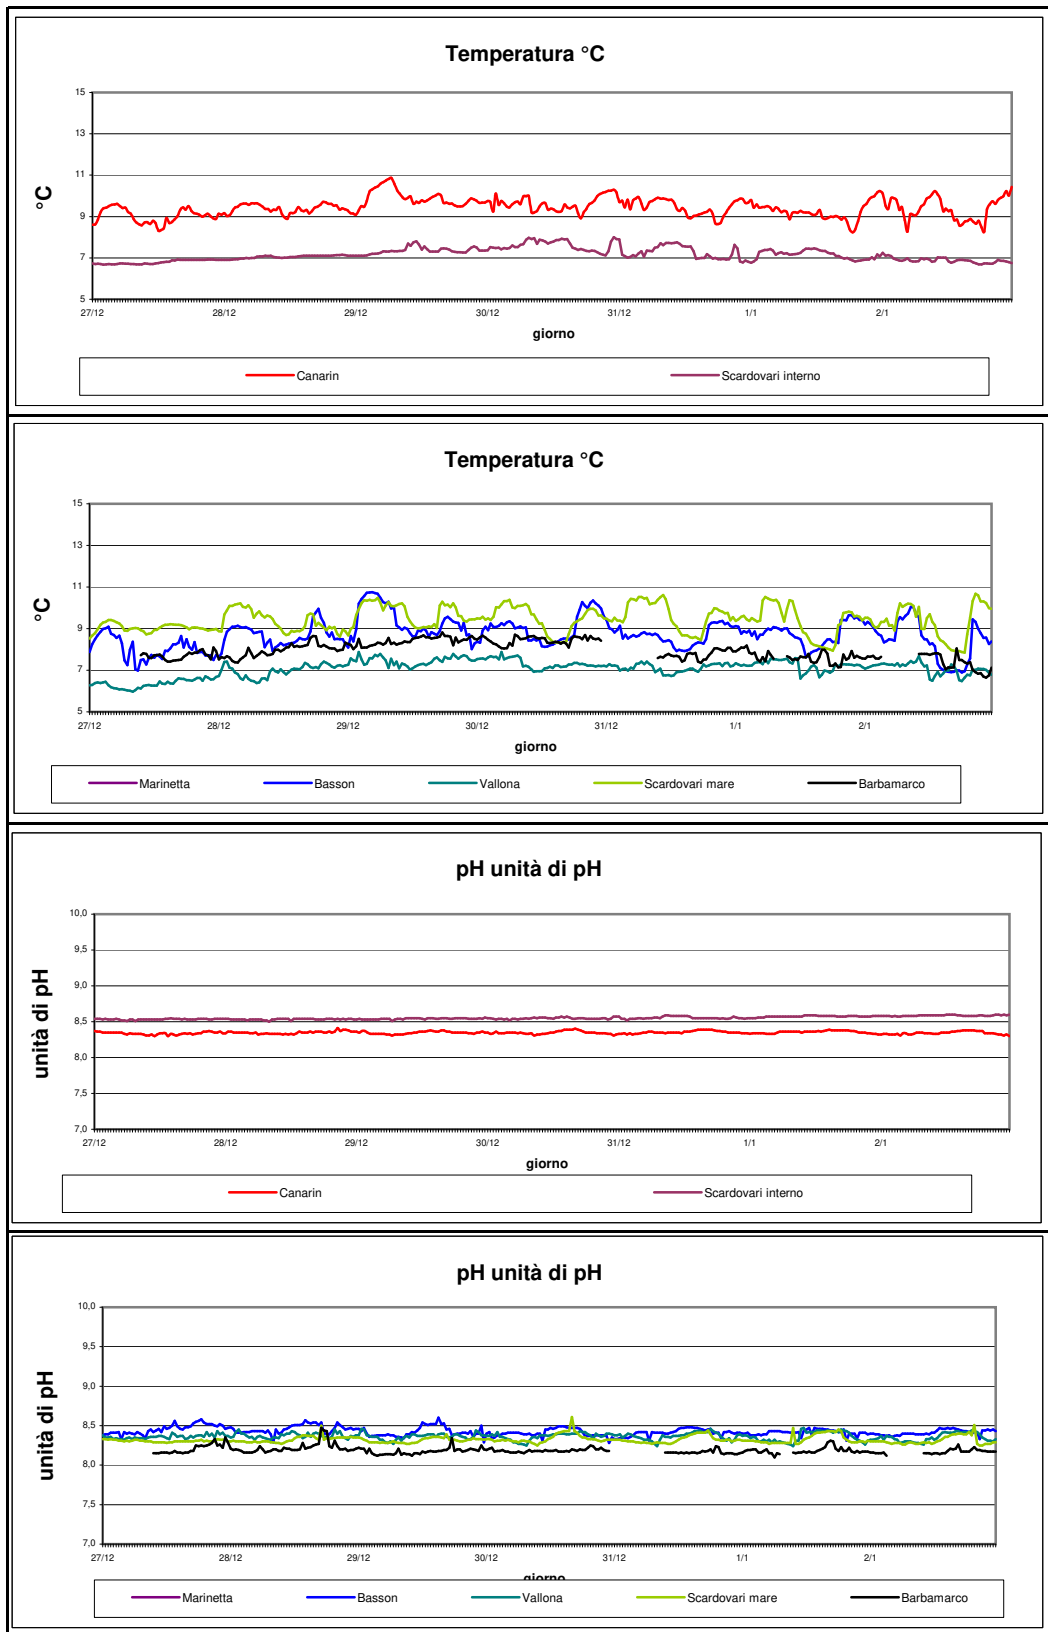 Temperatura °C
15
13
11
9
7
5
°C
27/12 28/12 29/12 30/12 31/12 1/1 2/1
giorno
Canarin Scardovari interno
Temperatura °C
15
13
11
9
7
5
°C
27/12 28/12 29/12 30/12 31/12 1/1 2/1
giorno
Marinetta Basson Vallona Scardovari mare Barbamarco
pH unità di pH
10,0
9,5
9,0
8,5
8,0
7,5
7,0
unità di pH
27/12 28/12 29/12 30/12 31/12 1/1 2/1
giorno
Canarin Scardovari interno
pH unità di pH
10,0
9,5
9,0
8,5
8,0
7,5
7,0
unità di pH
27/12 28/12 29/12 30/12 31/12 1/1 2/1
giorno
Marinetta Basson Vallona Scardovari mare Barbamarco